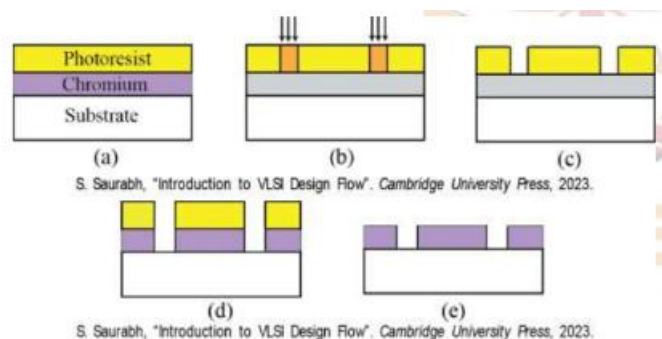 Photoresist
Chromium
Substrate
(a)
(b)
(c)
S. Saurabh, "Introduction to VLSI Design Flow". Cambridge University Press, 2023.
(d)
(e)
S. Saurabh, "Introduction to VLSI Design Flow". Cambridge University Press, 2023.